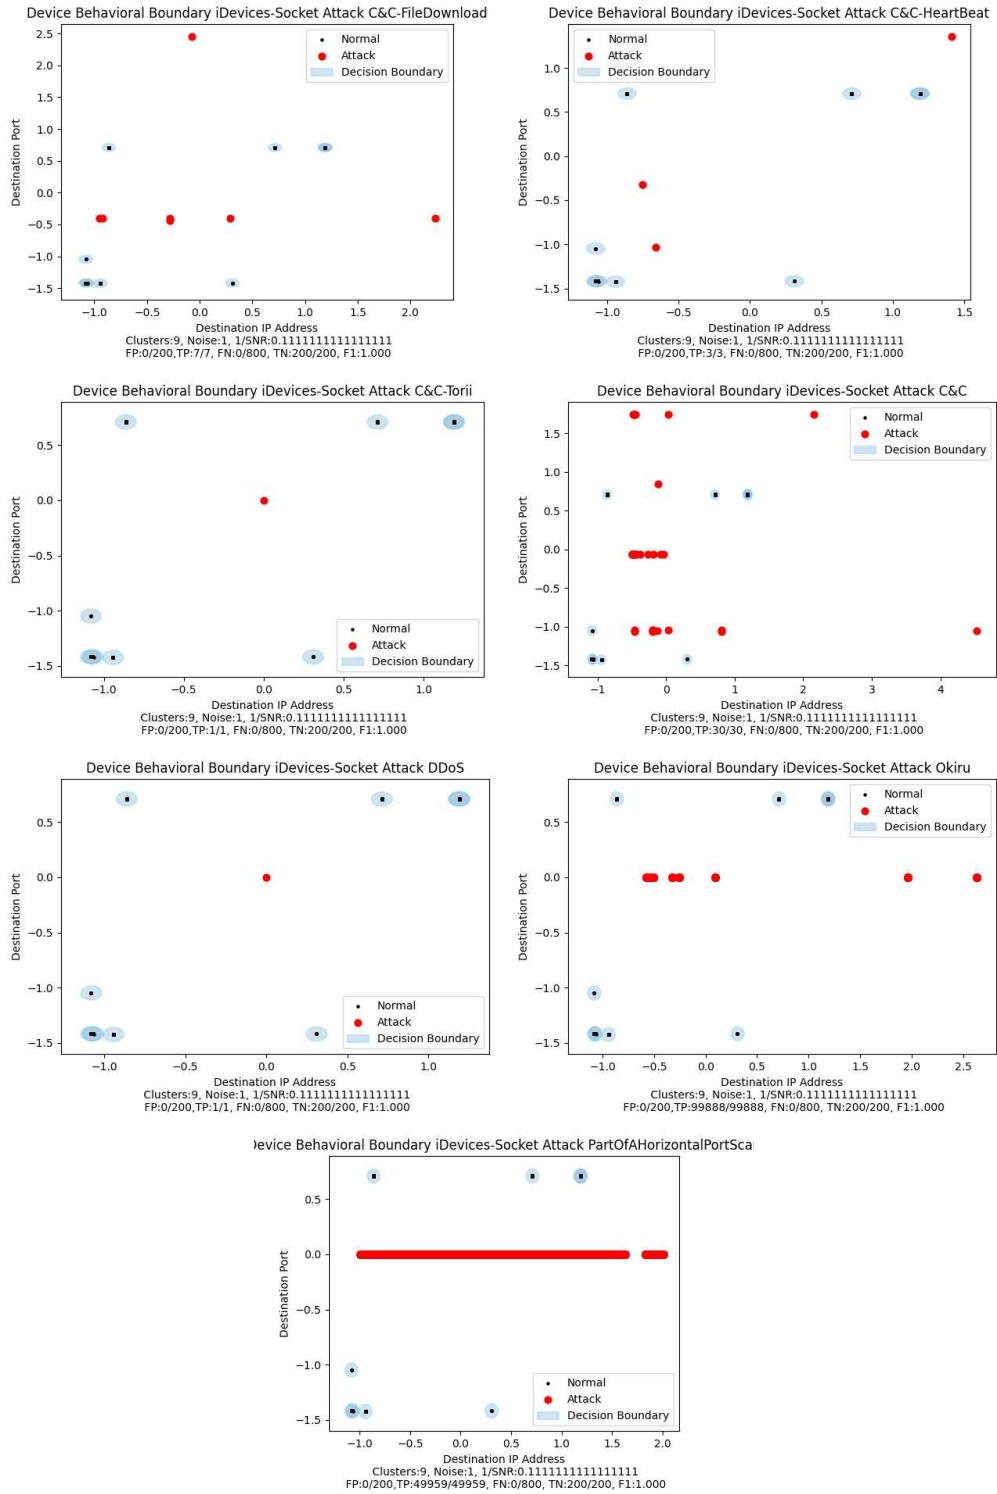 Device Behavioral Boundary iDevices-Socket Attack C&C-FileDownload
Normal
Attack
Decision Boundary
2.5
2.0
1.5
1.0
0.5
0.0
−0.5
−1.0
−1.5
Destination Port
−1.0
−0.5
0.0
0.5
1.0
1.5
2.0
Destination IP Address
Clusters:9, Noise:1, 1/SNR:0.1111111111111111
FP:0/200,TP:7/7, FN:0/800, TN:200/200, F1:1.000
Device Behavioral Boundary iDevices-Socket Attack C&C-HeartBeat
Normal
Attack
Decision Boundary
1.0
0.5
0.0
−0.5
−1.0
−1.5
Destination Port
−1.0
−0.5
0.0
0.5
1.0
1.5
Destination IP Address
Clusters:9, Noise:1, 1/SNR:0.1111111111111111
FP:0/200,TP:3/3, FN:0/800, TN:200/200, F1:1.000
Device Behavioral Boundary iDevices-Socket Attack C&C-Torii
0.5
0.0
−0.5
−1.0
−1.5
Destination Port
Normal
Attack
Decision Boundary
−1.0
−0.5
0.0
0.5
1.0
Destination IP Address
Clusters:9, Noise:1, 1/SNR:0.1111111111111111
FP:0/200,TP:1/1, FN:0/800, TN:200/200, F1:1.000
Device Behavioral Boundary iDevices-Socket Attack C&C
Normal
Attack
Decision Boundary
1.5
1.0
0.5
0.0
−0.5
−1.0
−1.5
Destination Port
−1
0
1
2
3
4
Destination IP Address
Clusters:9, Noise:1, 1/SNR:0.1111111111111111
FP:0/200,TP:30/30, FN:0/800, TN:200/200, F1:1.000
Device Behavioral Boundary iDevices-Socket Attack DDoS
0.5
0.0
−0.5
−1.0
−1.5
Destination Port
Normal
Attack
Decision Boundary
−1.0
−0.5
0.0
0.5
1.0
Destination IP Address
Clusters:9, Noise:1, 1/SNR:0.1111111111111111
FP:0/200,TP:1/1, FN:0/800, TN:200/200, F1:1.000
Device Behavioral Boundary iDevices-Socket Attack Okiru
Normal
Attack
Decision Boundary
0.5
0.0
−0.5
−1.0
−1.5
Destination Port
−1.0
−0.5
0.0
0.5
1.0
1.5
2.0
2.5
Destination IP Address
Clusters:9, Noise:1, 1/SNR:0.1111111111111111
FP:0/200,TP:99888/99888, FN:0/800, TN:200/200, F1:1.000
Device Behavioral Boundary iDevices-Socket Attack PartOfAHorizontalPortScan
0.5
0.0
−0.5
−1.0
−1.5
Destination Port
Normal
Attack
Decision Boundary
−1.0
−0.5
0.0
0.5
1.0
1.5
2.0
Destination IP Address
Clusters:9, Noise:1, 1/SNR:0.1111111111111111
FP:0/200,TP:49959/49959, FN:0/800, TN:200/200, F1:1.000